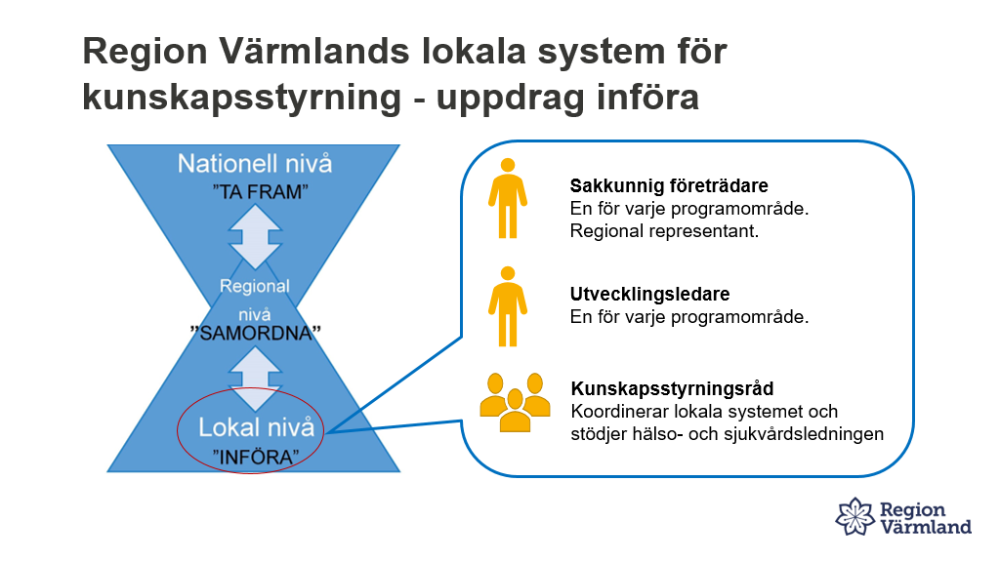 Region Värmlands lokala system för
kunskapsstyrning - uppdrag införa
Nationell nivå
”TA FRAM”
Regional
nivå
”SAMORDNA”
Lokal nivå
”INFÖRA”
Sakkunnig företrädare
En för varje programområde.
Regional representant.
Utvecklingsledare
En för varje programområde.
Kunskapsstyrningsråd
Koordinerar lokala systemet och
stödjer hälso- och sjukvårdsledningen
Region
Värmland